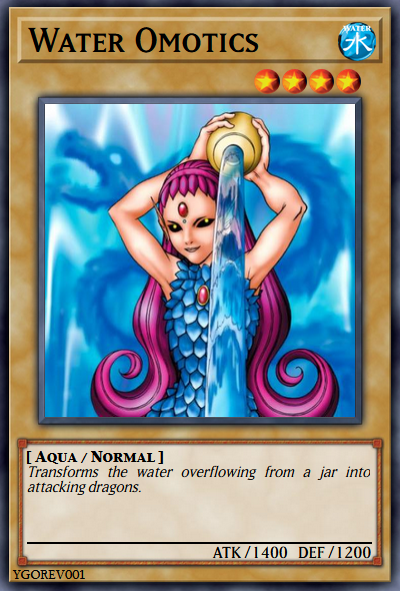 Water Omotics
WATER
水
[ Aqua / Normal ]
Transforms the water overflowing from a jar into
attacking dragons.
ATK / 1400 DEF / 1200
YGOREV001